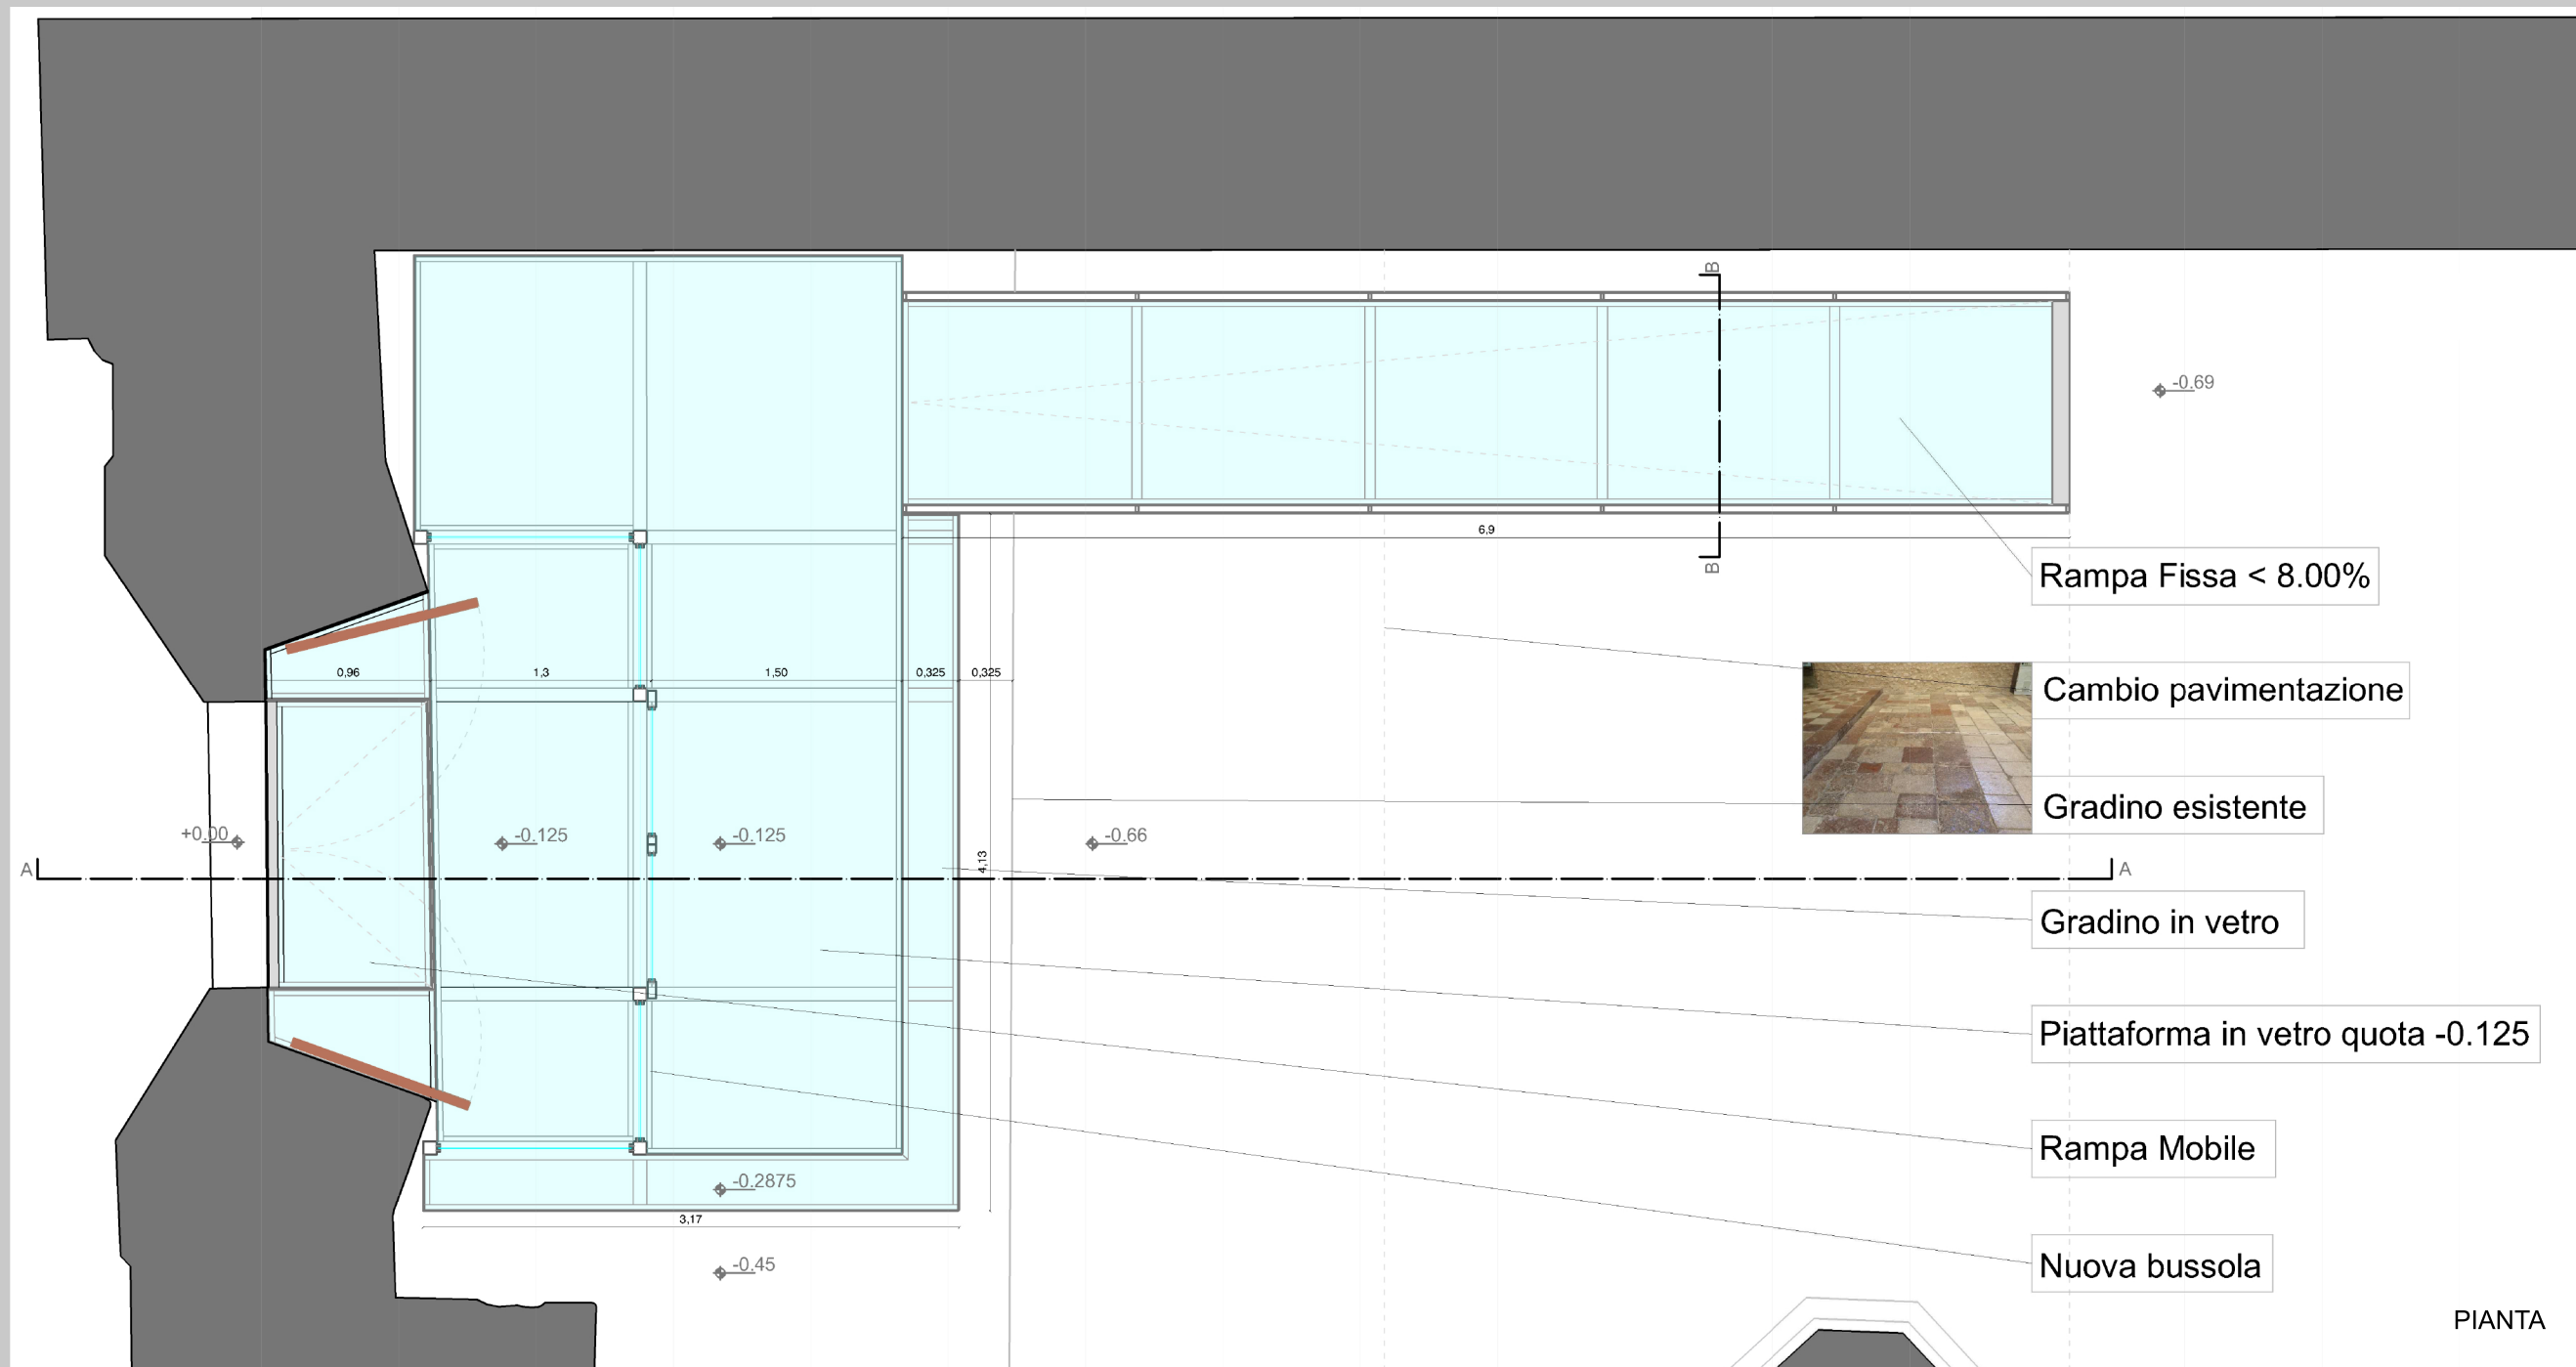 B
-0.69
6,9
B
Rampa Fissa < 8.00%
0,96
1,3
1,50
0,325
0,325
Cambio pavimentazione
Gradino esistente
+0.00
-0.125
-0.125
-0.66
4,13
A
A
Gradino in vetro
Piattaforma in vetro quota -0.125
Rampa Mobile
-0.2875
3,17
-0.45
Nuova bussola
PIANTA